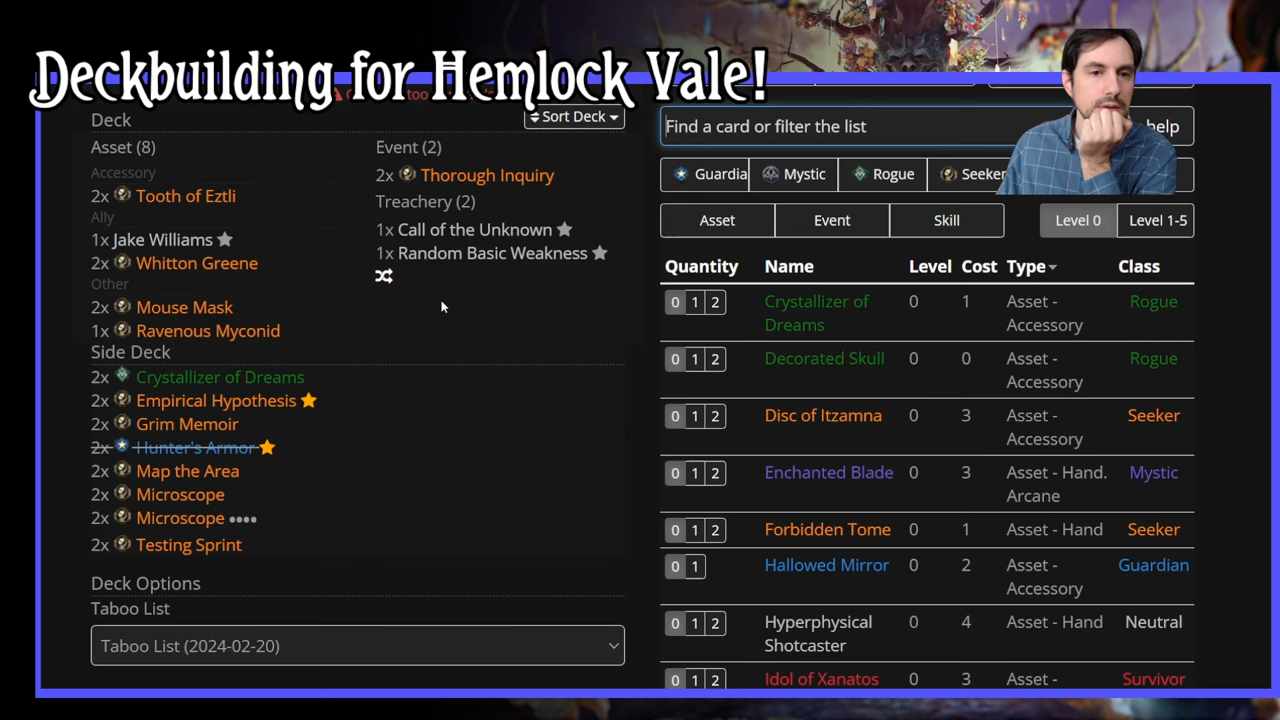 Deckbuilding for Hemlock Vale!
too
Deck
Sort Deck
Asset (8)
Accessory
2x Tooth of Eztli
Ally
1x Jake Williams
2x Whitton Greene
Other
2x Mouse Mask
1x Ravenous Myconid
Event (2)
2x Thorough Inquiry
Treachery (2)
1x Call of the Unknown
1x Random Basic Weakness
Side Deck
2x Crystallizer of Dreams
2x Empirical Hypothesis
2x Grim Memoir
2x Hunter's Armor
2x Map the Area
2x Microscope
2x Microscope
2x Testing Sprint
Deck Options
Taboo List
Taboo List (2024-02-20)
Find a card or filter the list
help
Guardia Mystic Rogue Seeker
Asset Event Skill Level 0 Level 1-5
Quantity Name Level Cost Type Class
0 1 2 Crystallizer of Dreams 0 1 Asset - Accessory Rogue
0 1 2 Decorated Skull 0 0 Asset - Accessory Rogue
0 1 2 Disc of Itzamna 0 3 Asset - Accessory Seeker
0 1 2 Enchanted Blade 0 3 Asset - Hand. Arcane Mystic
0 1 2 Forbidden Tome 0 1 Asset - Hand Seeker
0 1 Hallowed Mirror 0 2 Asset - Accessory Guardian
0 1 2 Hyperphysical Shotcaster 0 4 Asset - Hand Neutral
0 1 2 Idol of Xanatos 0 3 Asset - Survivor